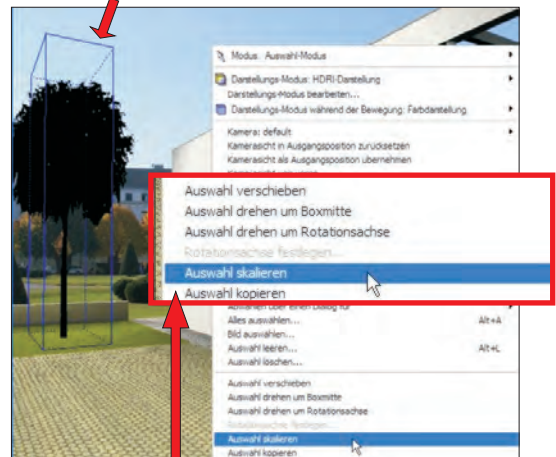 Modus: Auswahl-Modus
Darstellungs-Modus: HDRI-Darstellung
Darstellungs-Modus bearbeiten...
Darstellungs-Modus während der Bewegung: Farbdarstellung
Kamera: default
Kamerasicht in Ausgangsposition zurücksetzen
Kamerasicht als Ausgangsposition übernehmen
Auswahl verschieben
Auswahl drehen um Boxmitte
Auswahl drehen um Rotationsachse
Rotationsachse festlegen...
Auswahl skalieren
Auswahl kopieren
Alles auswählen... Alt+A
Bild auswählen...
Auswahl leeren... Alt+L
Auswahl löschen...
Auswahl verschieben
Auswahl drehen um Boxmitte
Auswahl drehen um Rotationsachse
Rotationsachse festlegen...
Auswahl skalieren
Auswahl kopieren